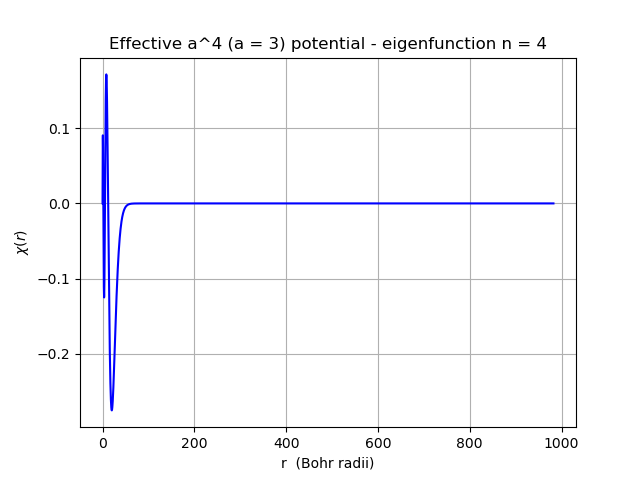 Effective a^4 (a = 3) potential - eigenfunction n = 4
0.1
0.0
−0.1
−0.2
χ(r)
0 200 400 600 800 1000
r (Bohr radii)